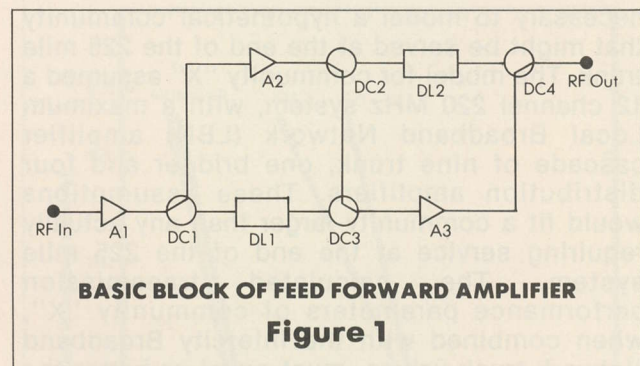 A2
DC2
DL2
DC4
RF Out
RF In
A1
DC1
DL1
DC3
A3
BASIC BLOCK OF FEED FORWARD AMPLIFIER
Figure 1